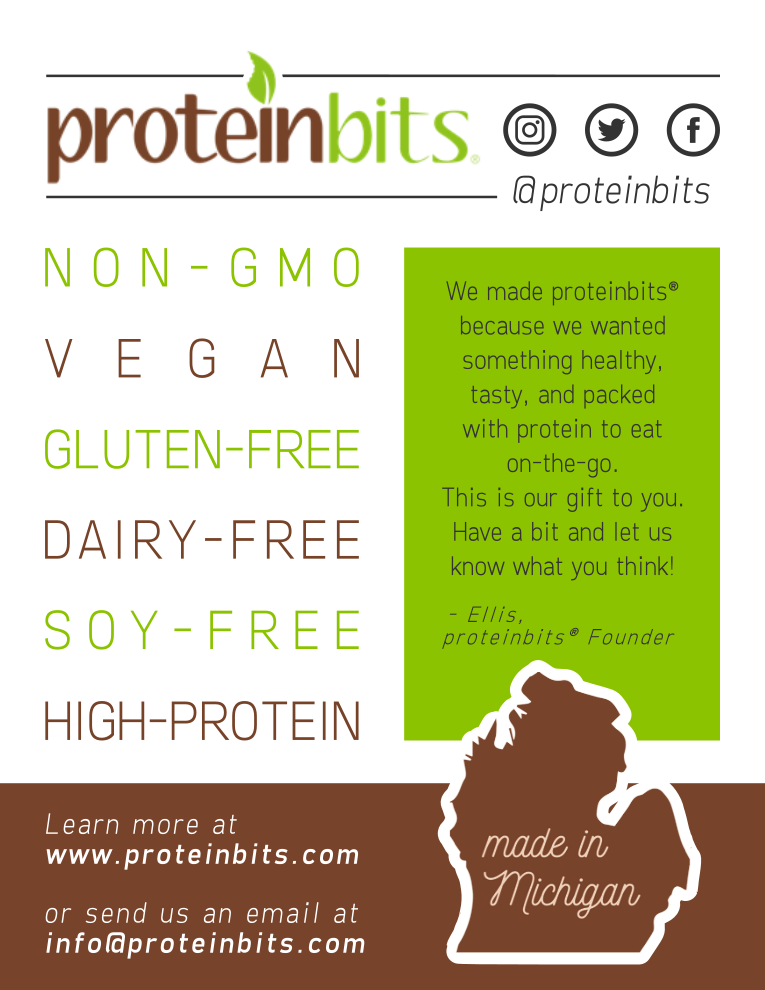 proteinbits®
@proteinbits
NON-GMO
VEGAN
GLUTEN-FREE
DAIRY-FREE
SOY-FREE
HIGH-PROTEIN
We made proteinbits®
because we wanted
something healthy,
tasty, and packed
with protein to eat
on-the-go.
This is our gift to you.
Have a bit and let us
know what you think!
- Ellis,
proteinbits® Founder
Learn more at
www.proteinbits.com
or send us an email at
info@proteinbits.com
made in
Michigan